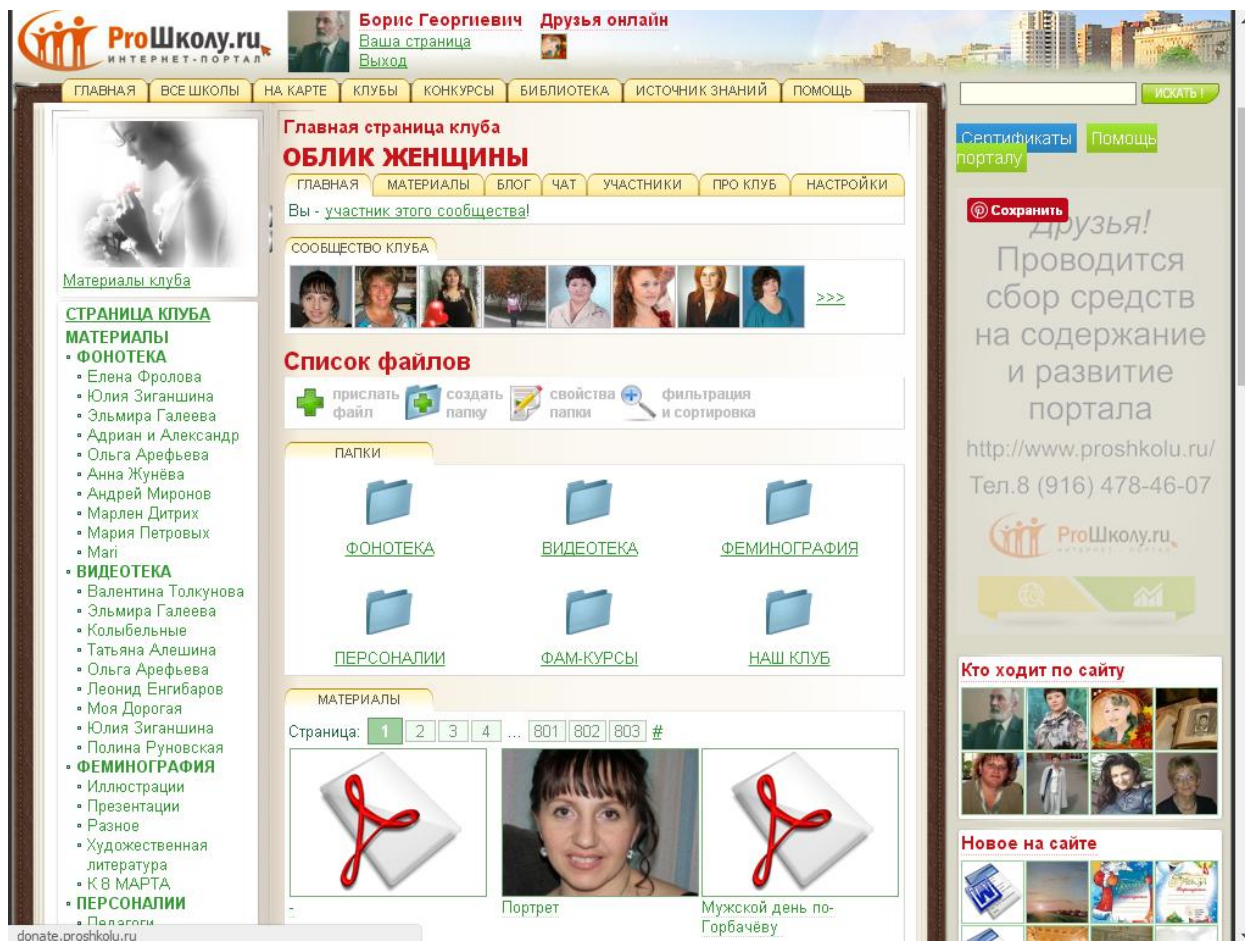 ProШколу.ru
ИНТЕРНЕТ-ПОРТАЛ
Борис Георгиевич
Ваша страница
Выход
Друзья онлайн
ГЛАВНАЯ
ВСЕ ШКОЛЫ
НА КАРТЕ
КЛУБЫ
КОНКУРСЫ
БИБЛИОТЕКА
ИСТОЧНИК ЗНАНИЙ
ПОМОЩЬ
ИСКАТЬ !
Материалы клуба
СТРАНИЦА КЛУБА
МАТЕРИАЛЫ
ФОНОТЕКА
Елена Фролова
Юлия Зиганшина
Эльмира Галеева
Адриан и Александр
Ольга Арефьева
Анна Жунёва
Андрей Миронов
Марлен Дитрих
Мария Петровых
Mari
ВИДЕОТЕКА
Валентина Толкунова
Эльмира Галеева
Колыбельные
Татьяна Алешина
Ольга Арефьева
Леонид Енгибаров
Моя Дорогая
Юлия Зиганшина
Полина Руновская
ФЕМИНОГРАФИЯ
Иллюстрации
Презентации
Разное
Художественная
литература
К 8 МАРТА
ПЕРСОНАЛИИ
Педагоги
donate.proshkolu.ru
Главная страница клуба
ОБЛИК ЖЕНЩИНЫ
ГЛАВНАЯ
МАТЕРИАЛЫ
БЛОГ
ЧАТ
УЧАСТНИКИ
ПРО КЛУБ
НАСТРОЙКИ
Вы - участник этого сообщества!
СООБЩЕСТВО КЛУБА
>>>
Список файлов
прислать
файл
создать
папку
свойства
папки
фильтрация
и сортировка
ПАПКИ
ФОНОТЕКА
ВИДЕОТЕКА
ФЕМИНОГРАФИЯ
ПЕРСОНАЛИИ
ФАМ-КУРСЫ
НАШ КЛУБ
МАТЕРИАЛЫ
Страница: 1 2 3 4 ... 801 802 803 #
-
Портрет
Мужской день по-
Горбачёву
Сертификаты
Помощь
порталу
Сохранить
Друзья!
Проводится
сбор средств
на содержание
и развитие
портала
http://www.proshkolu.ru/
Тел.8 (916) 478-46-07
ProШколу.ru
ИНТЕРНЕТ-ПОРТАЛ
Кто ходит по сайту
Новое на сайте